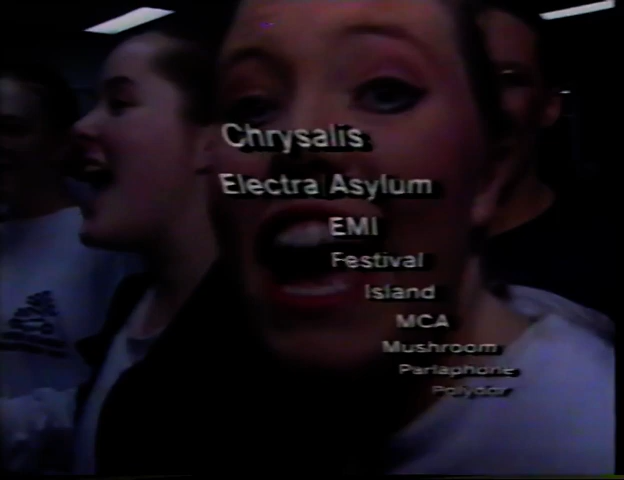 Chrysalis
Electra Asylum
EMI
Festival
Island
MCA
Mushroom
Parlaphone
Polydor